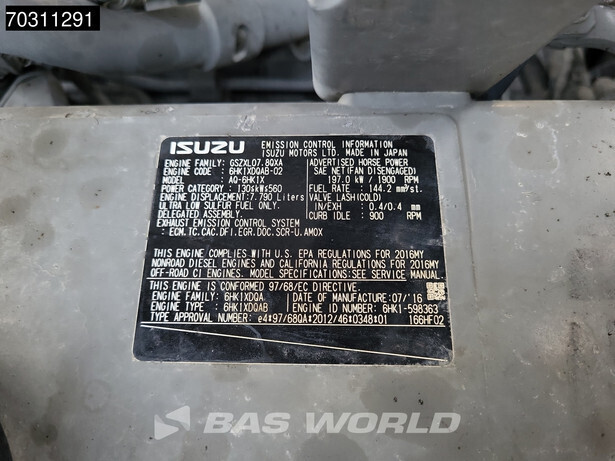 70311291
ISUZU EMISSION CONTROL INFORMATION
ISUZU MOTORS LTD. MADE IN JAPAN
ENGINE FAMILY: GSZXL07.8QXA
ENGINE CODE : 6HK1XDQAB-02
MODEL : AQ-6HK1X
POWER CATEGORY : 130≤kW≤560
ENGINE DISPLACEMENT:7.790 Liters
ULTRA LOW SULFUR FUEL ONLY.
DELEGATED ASSEMBLY.
EXHAUST EMISSION CONTROL SYSTEM
: ECM.TC.CAC.DFI.EGR.DOC.SCR-U.AMOX
ADVERTISED HORSE POWER
SAE NET(FAN DISENGAGED)
197.0 kW / 1900 RPM
FUEL RATE : 144.2 mm³/st.
VALVE LASH(COLD)
IN/EXH : 0.4/0.4 mm
CURB IDLE : 900 RPM
THIS ENGINE COMPLIES WITH U.S. EPA REGULATIONS FOR 2016MY
NONROAD DIESEL ENGINES AND CALIFORNIA REGULATIONS FOR 2016MY
OFF-ROAD CI ENGINES.MODEL SPECIFICATIONS:SEE SERVICE MANUAL.
THIS ENGINE IS CONFORMED 97/68/EC DIRECTIVE.
ENGINE FAMILY : 6HK1XDQA
ENGINE TYPE : 6HK1XDQAB
DATE OF MANUFACTURE:07/'16
ENGINE-ID NUMBER: 6HK1-598363
TYPE APPROVAL NUMBER: e4*97/68QA*2012/46*0348*01 166HF02
BAS WORLD